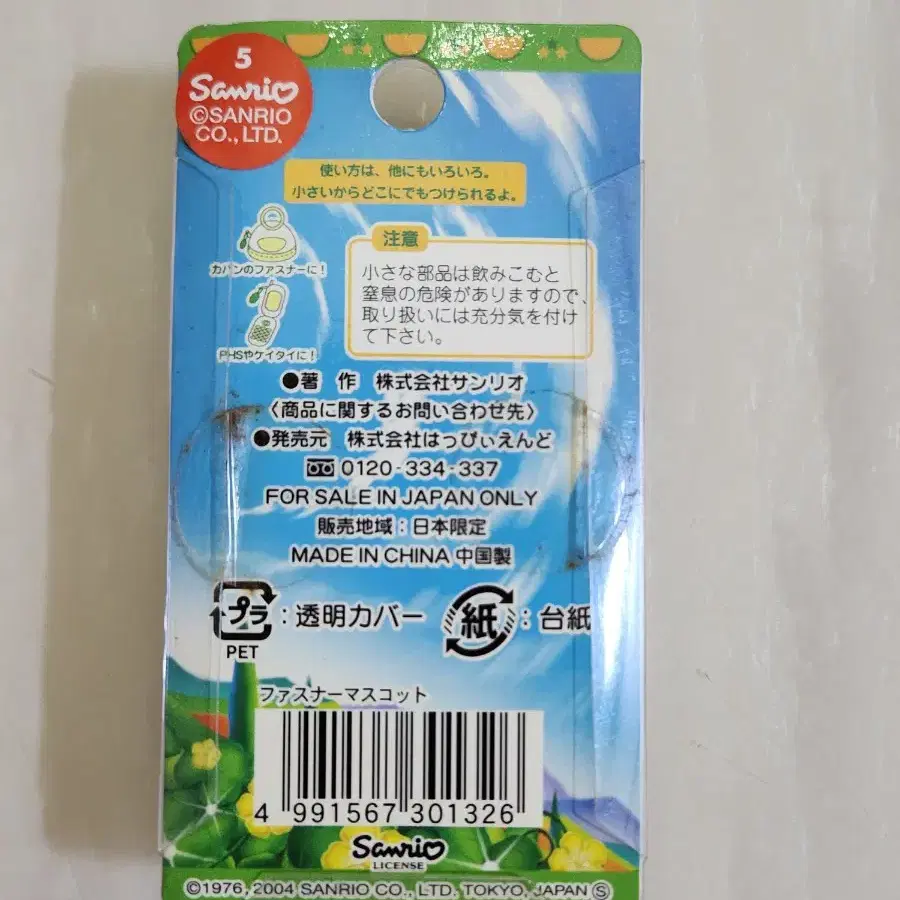 5
Sanrio
©SANRIO
CO., LTD.
使い方は、他にもいろいろ。
小さいからどこにでもつけられるよ。
カバンのファスナーに!
PHSやケイタイに!
注意
小さな部品は飲みこむと
窒息の危険がありますので、
取り扱いには充分気を付け
て下さい。
●著 作 株式会社サンリオ
〈商品に関するお問い合わせ先〉
●発売元 株式会社はっぴぃえんど
0120-334-337
FOR SALE IN JAPAN ONLY
販売地域:日本限定
MADE IN CHINA 中国製
プラ:透明カバー
PET
紙:台紙
ファスナーマスコット
4 991567 301326
Sanrio
LICENSE
©1976, 2004 SANRIO CO., LTD. TOKYO, JAPAN Ⓢ